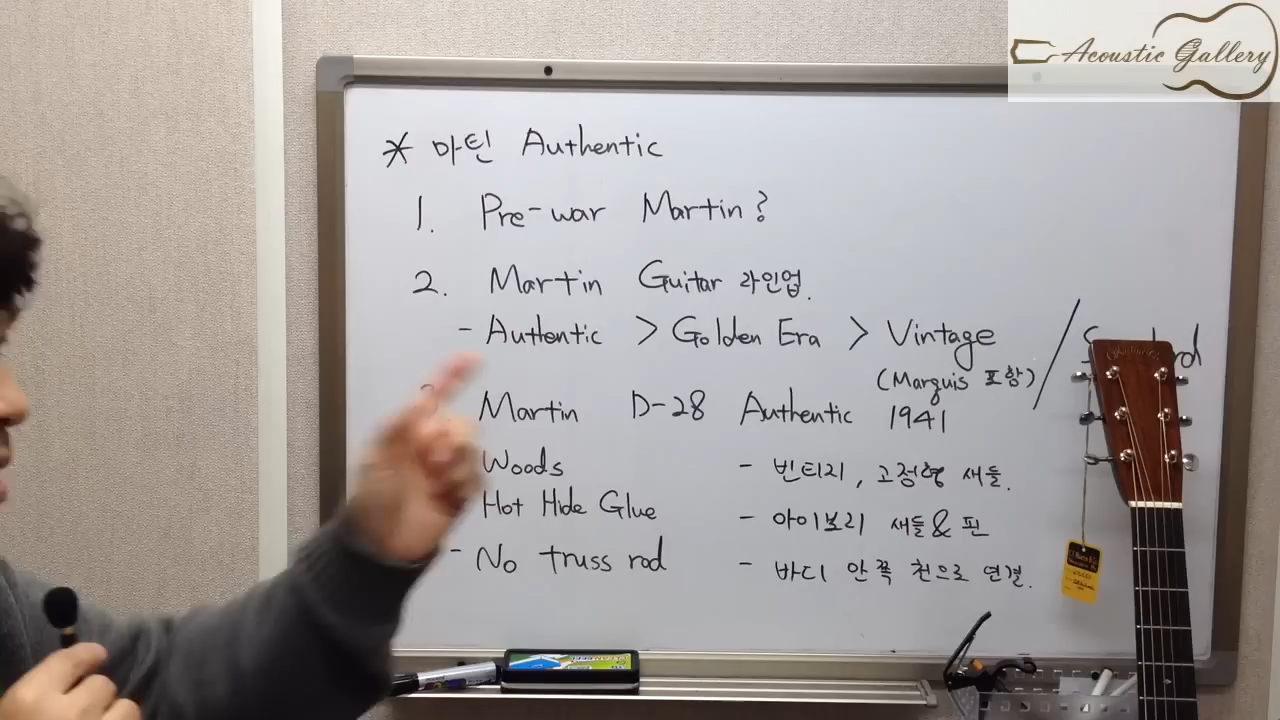 Acoustic Gallery
* 마틴 Authentic
1. Pre-war Martin?
2. Martin Guitar 라인업.
- Authentic > Golden Era > Vintage /
(Marquis 포함)
Martin D-28 Authentic 1941
Woods - 빈티지, 고정형 새들.
Hot Hide Glue - 아이보리 새들 & 핀
- No truss rod - 바디 안쪽 천으로 연결.